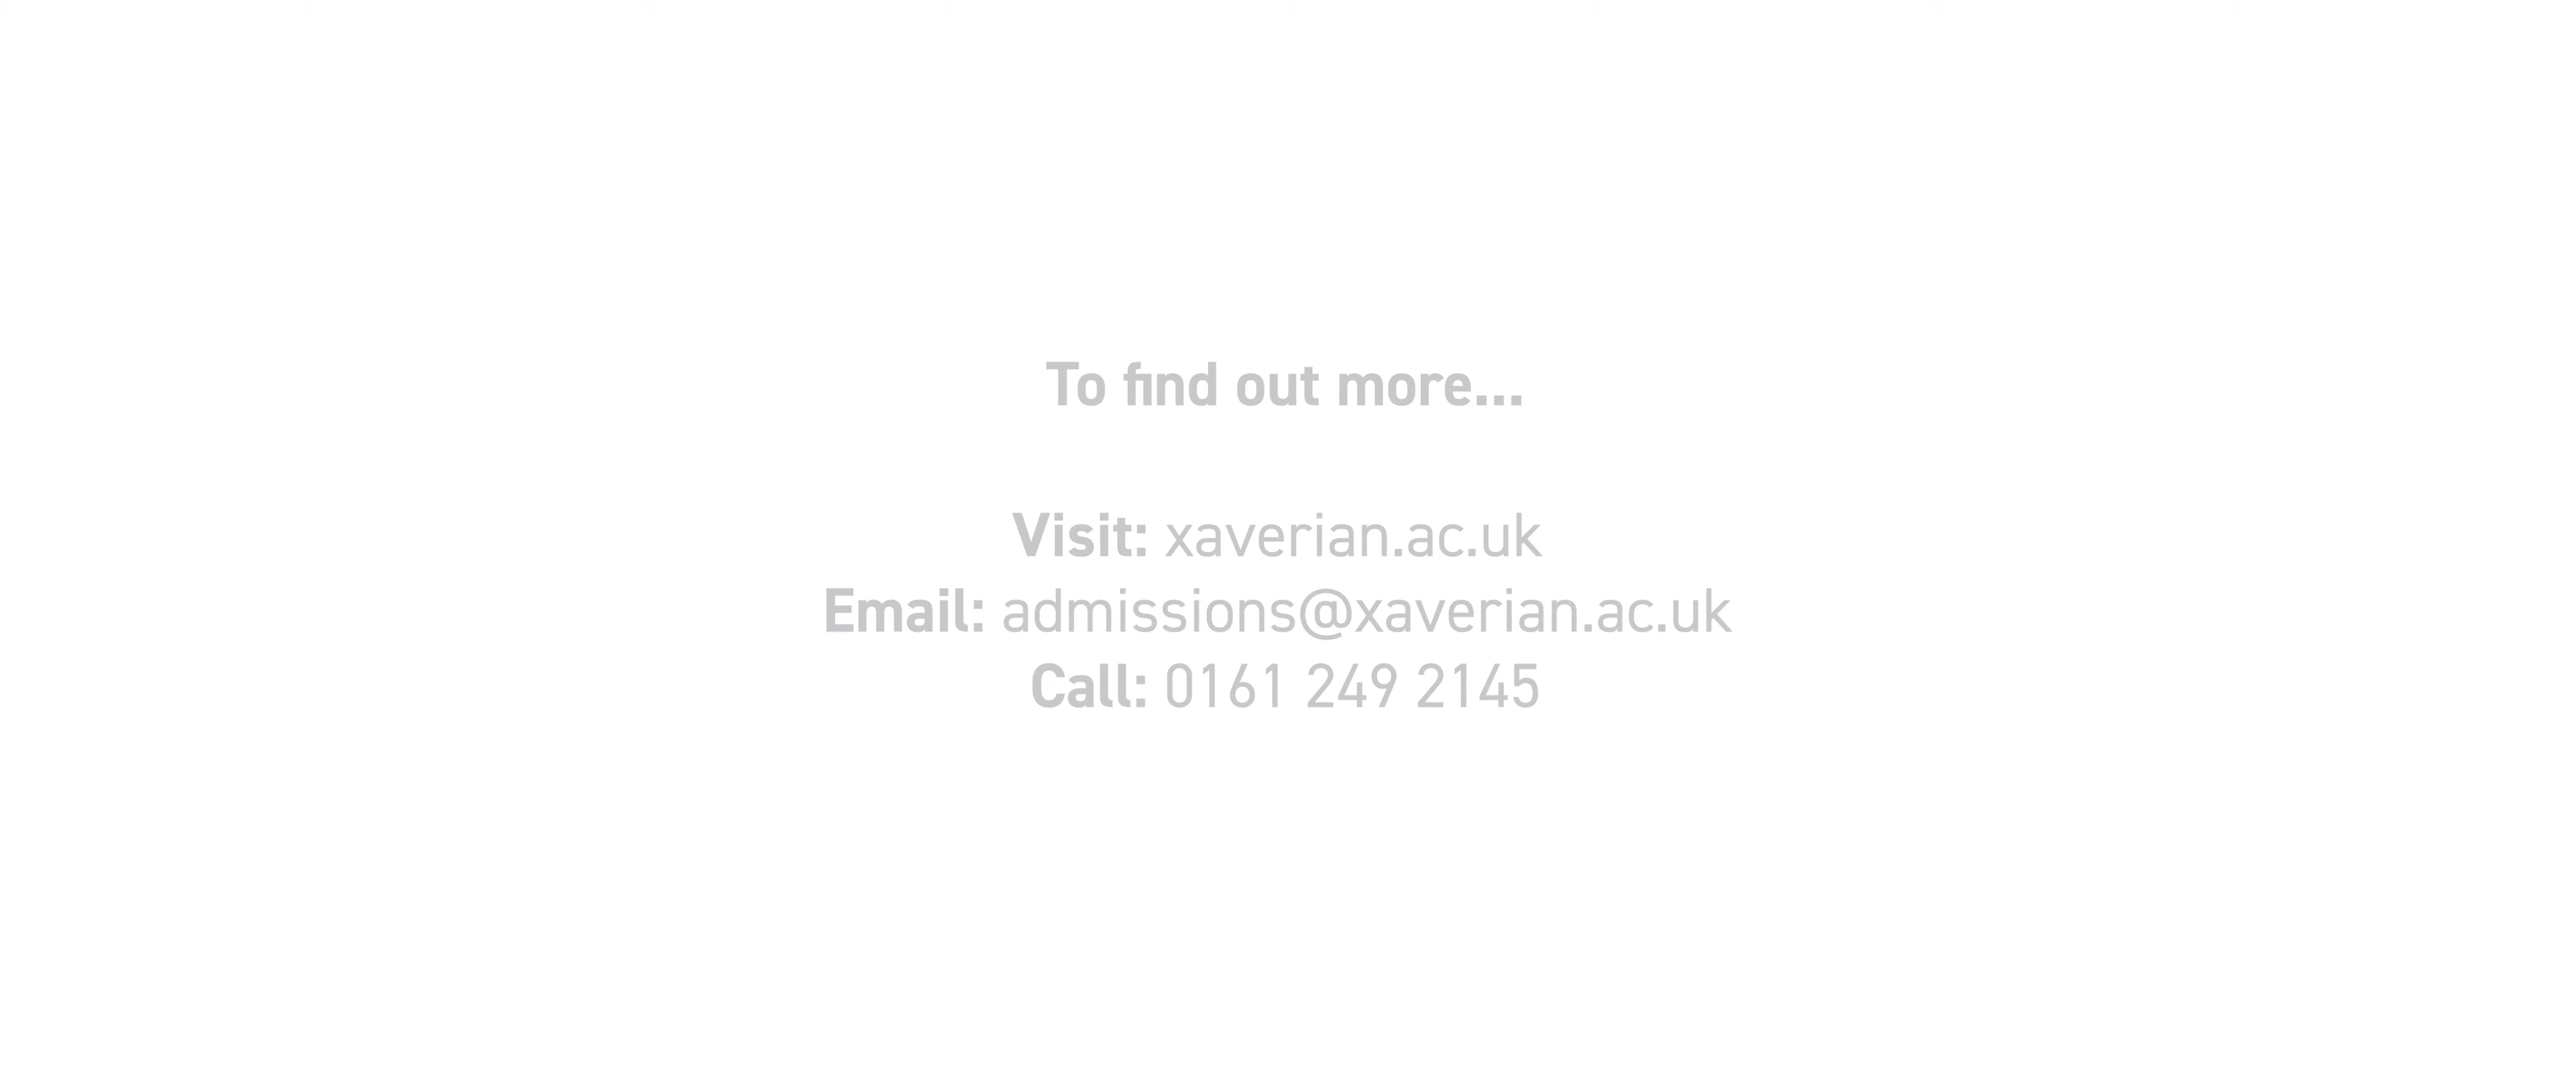 To find out more...
Visit: xaverian.ac.uk
Email: admissions@xaverian.ac.uk
Call: 0161 249 2145